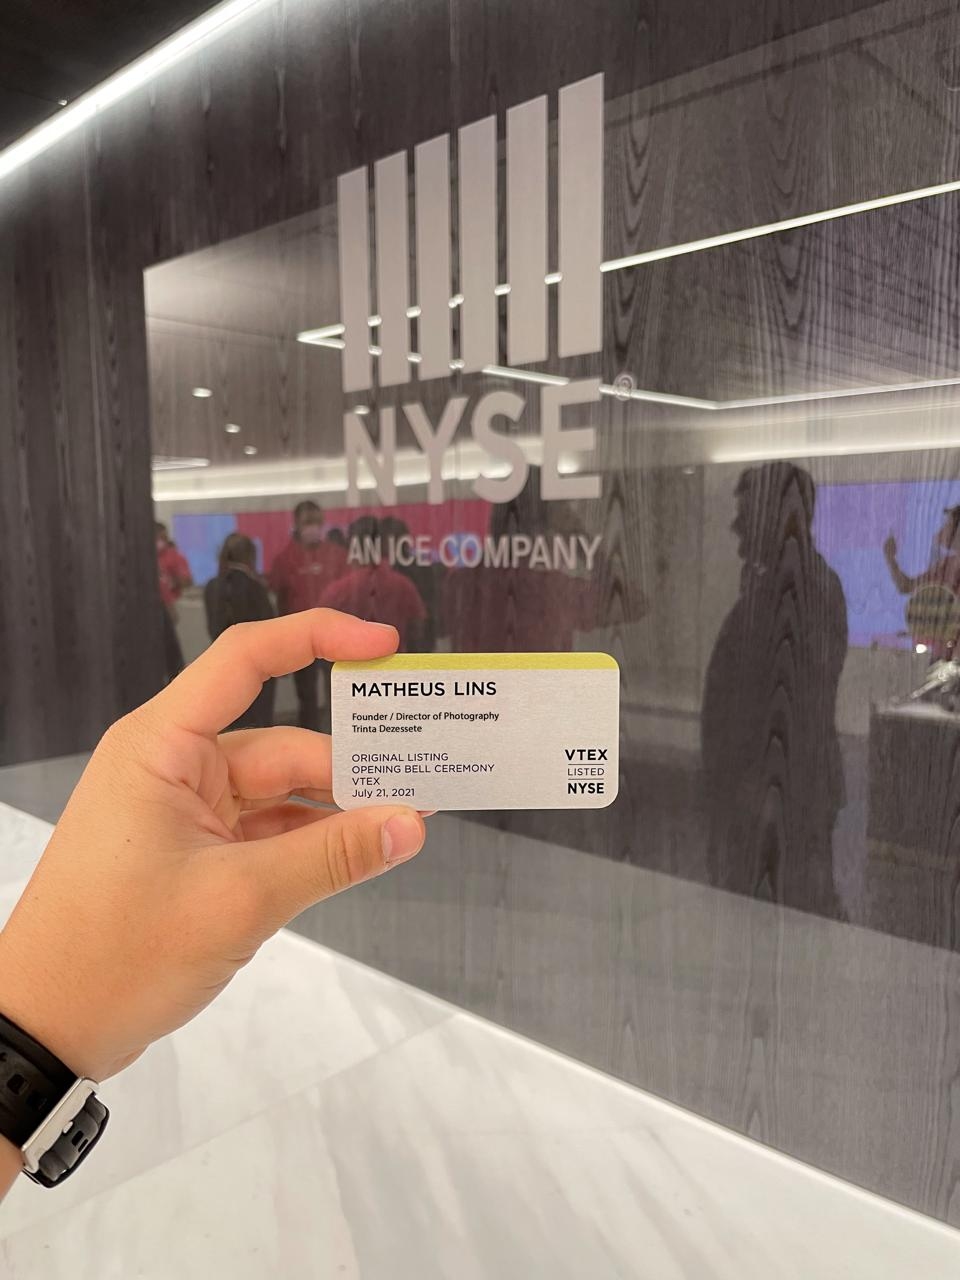 NYSE
AN ICE COMPANY
MATHEUS LINS
Founder / Director of Photography
Trinta Dezessete
ORIGINAL LISTING
OPENING BELL CEREMONY
VTEX
July 21, 2021
VTEX
LISTED
NYSE